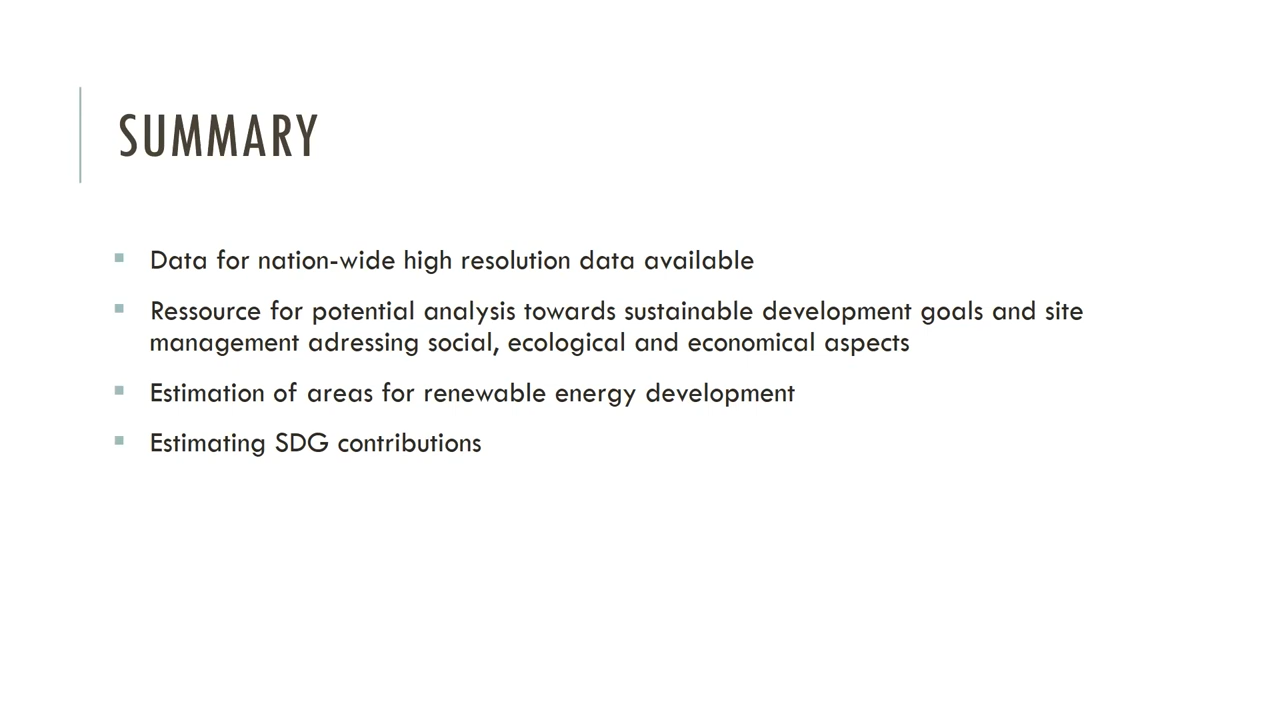 SUMMARY
Data for nation-wide high resolution data available
Ressource for potential analysis towards sustainable development goals and site
management adressing social, ecological and economical aspects
Estimation of areas for renewable energy development
Estimating SDG contributions